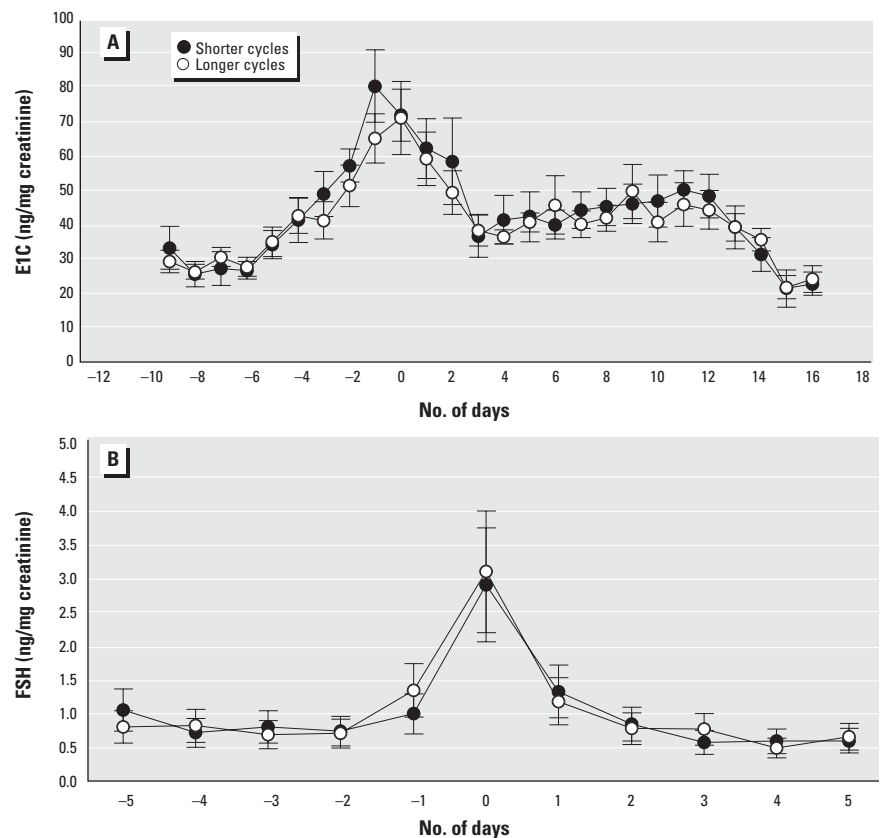 A
Shorter cycles
Longer cycles
100
90
80
70
60
50
40
30
20
10
0
E1C (ng/mg creatinine)
−12 −10 −8 −6 −4 −2 0 2 4 6 8 10 12 14 16 18
No. of days
B
5.0
4.5
4.0
3.5
3.0
2.5
2.0
1.5
1.0
0.5
0.0
FSH (ng/mg creatinine)
−5 −4 −3 −2 −1 0 1 2 3 4 5
No. of days